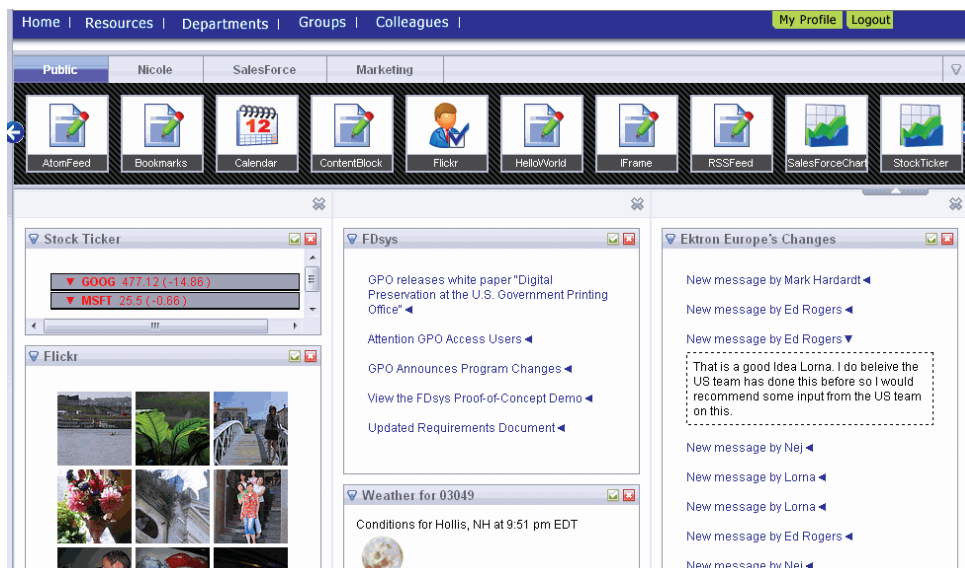 Home | Resources | Departments | Groups | Colleagues |
My Profile Logout
Public Nicole SalesForce Marketing
12
AtomFeed Bookmarks Calendar ContentBlock Flickr HelloWorld IFrame RSSFeed SalesForceChart StockTicker
Stock Ticker
▼ GOOG 477.12 (-14.86)
▼ MSFT 25.5 (-0.66)
Flickr
FDsys
GPO releases white paper "Digital
Preservation at the U.S. Government Printing
Office" ◀
Attention GPO Access Users ◀
GPO Announces Program Changes ◀
View the FDsys Proof-of-Concept Demo ◀
Updated Requirements Document ◀
Weather for 03049
Conditions for Hollis, NH at 9:51 pm EDT
Ektron Europe's Changes
New message by Mark Hardardt ◀
New message by Ed Rogers ◀
New message by Ed Rogers ▼
That is a good Idea Lorna. I do beleive the
US team has done this before so I would
recommend some input from the US team
on this.
New message by Nej ◀
New message by Lorna ◀
New message by Lorna ◀
New message by Ed Rogers ◀
New message by Nej ◀